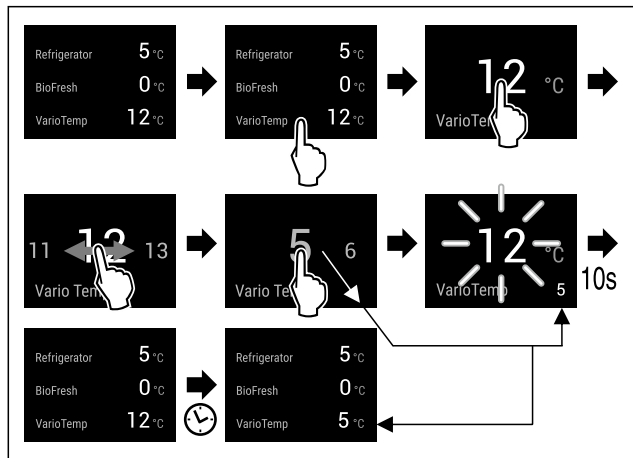 Refrigerator 5 °C
BioFresh 0 °C
VarioTemp 12 °C
Refrigerator 5 °C
BioFresh 0 °C
VarioTemp 12 °C
12 °C
VarioTemp
11 12 13
Vario Temp
5 6
Vario Te
12 °C
VarioTemp 5
10s
Refrigerator 5 °C
BioFresh 0 °C
VarioTemp 12 °C
Refrigerator 5 °C
BioFresh 0 °C
VarioTemp 5 °C